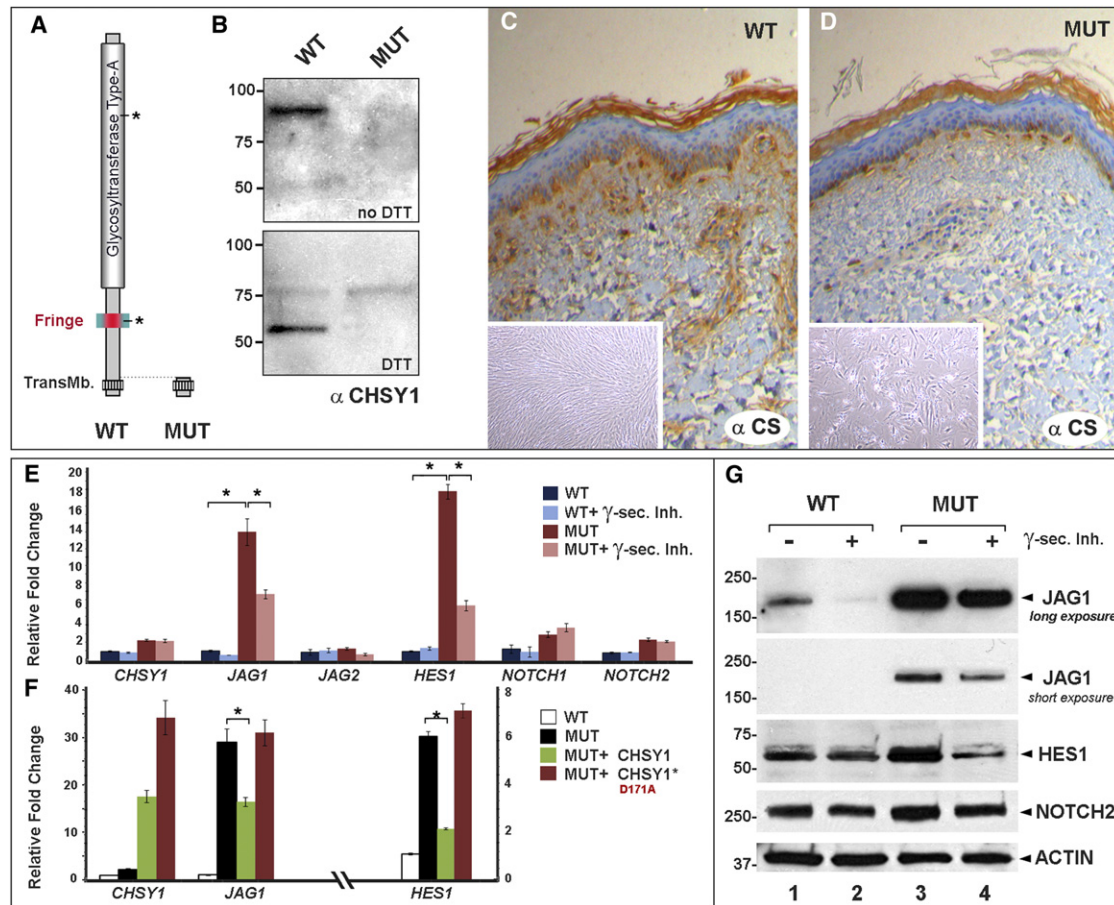 A
Glycosyltransferase Type-A
*
Fringe
*
TransMb.
WT MUT
B
WT MUT
100
75
50
no DTT
100
75
50
DTT
α CHSY1
C
WT
α CS
D
MUT
α CS
E
Relative Fold Change
20
18
16
14
12
10
8
6
4
2
0
* * * *
WT
WT+ γ-sec. Inh.
MUT
MUT+ γ-sec. Inh.
CHSY1 JAG1 JAG2 HES1 NOTCH1 NOTCH2
F
Relative Fold Change
40
30
20
10
0
* *
8
6
4
2
0
WT
MUT
MUT+ CHSY1
MUT+ CHSY1*
D171A
CHSY1 JAG1 HES1
G
WT MUT
- + - + γ-sec. Inh.
250-
150-
JAG1
long exposure
250-
150-
JAG1
short exposure
75-
50-
HES1
250-
NOTCH2
37-
ACTIN
1 2 3 4